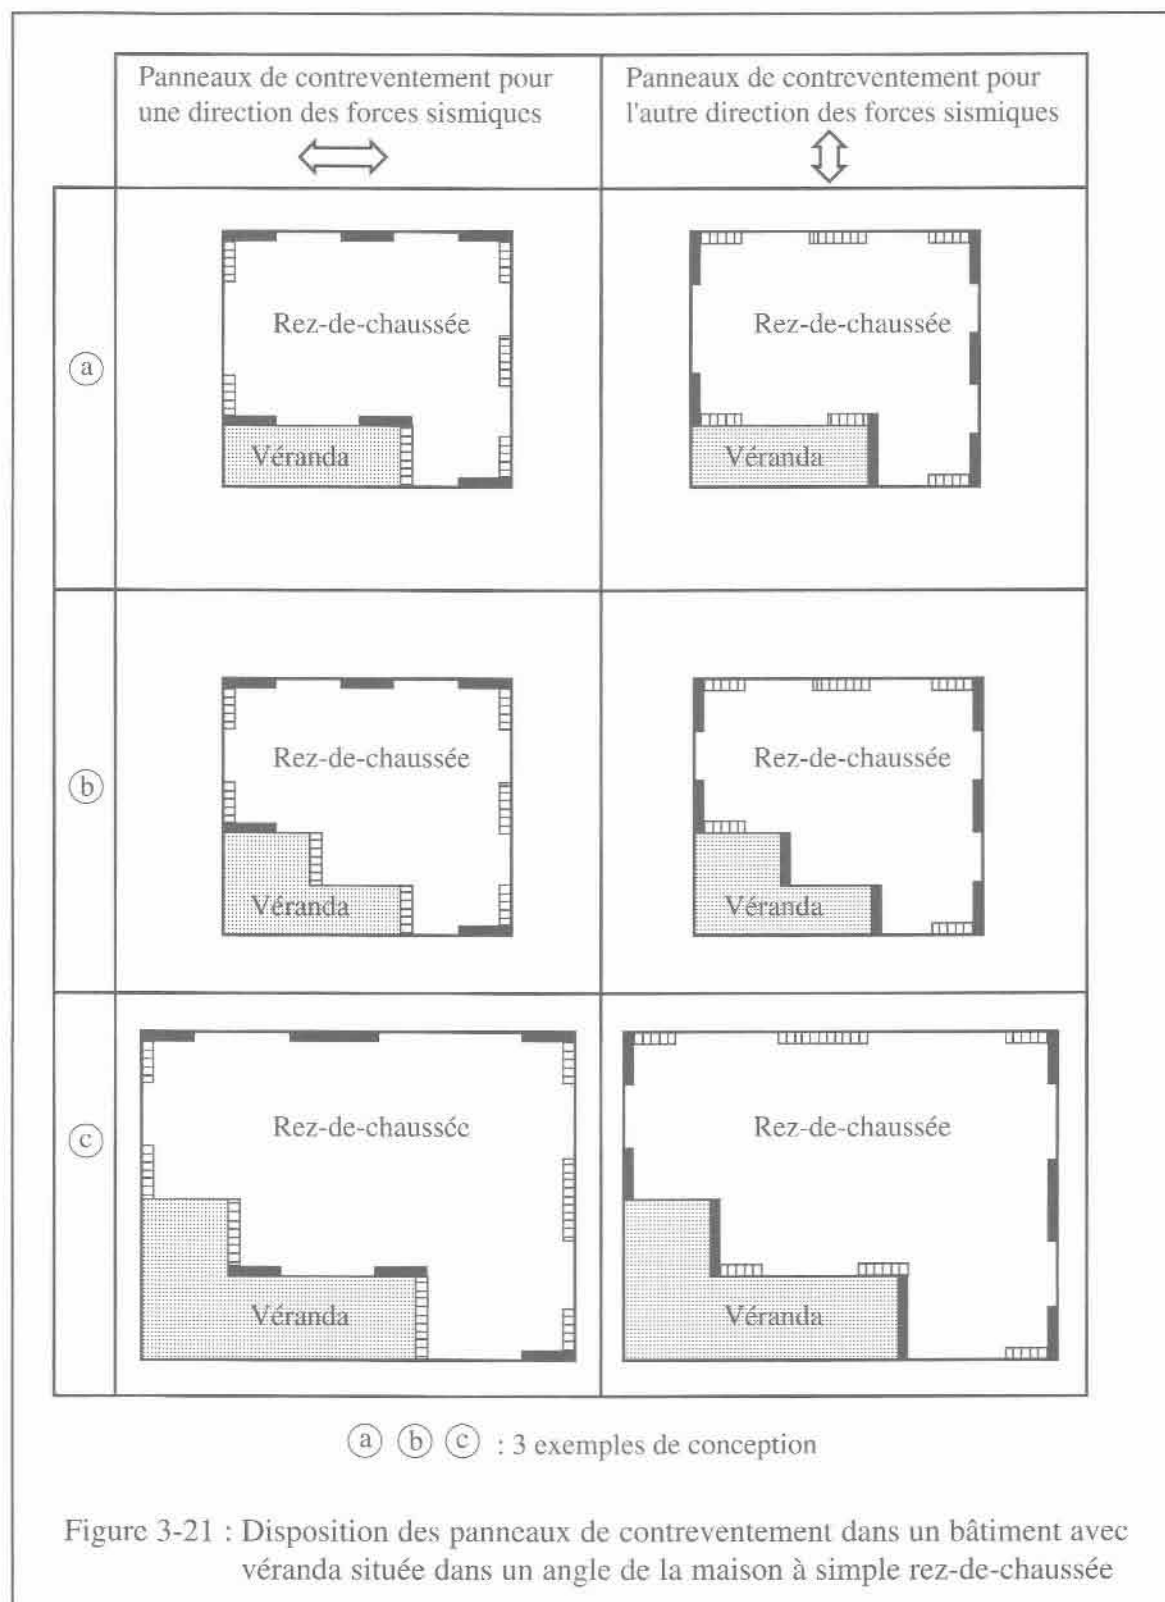 Panneaux de contreventement pour
une direction des forces sismiques
Panneaux de contreventement pour
l'autre direction des forces sismiques
a
Rez-de-chaussée
Véranda
Rez-de-chaussée
Véranda
b
Rez-de-chaussée
Véranda
Rez-de-chaussée
Véranda
c
Rez-de-chaussée
Véranda
Rez-de-chaussée
Véranda
a b c : 3 exemples de conception
Figure 3-21 : Disposition des panneaux de contreventement dans un bâtiment avec
véranda située dans un angle de la maison à simple rez-de-chaussée